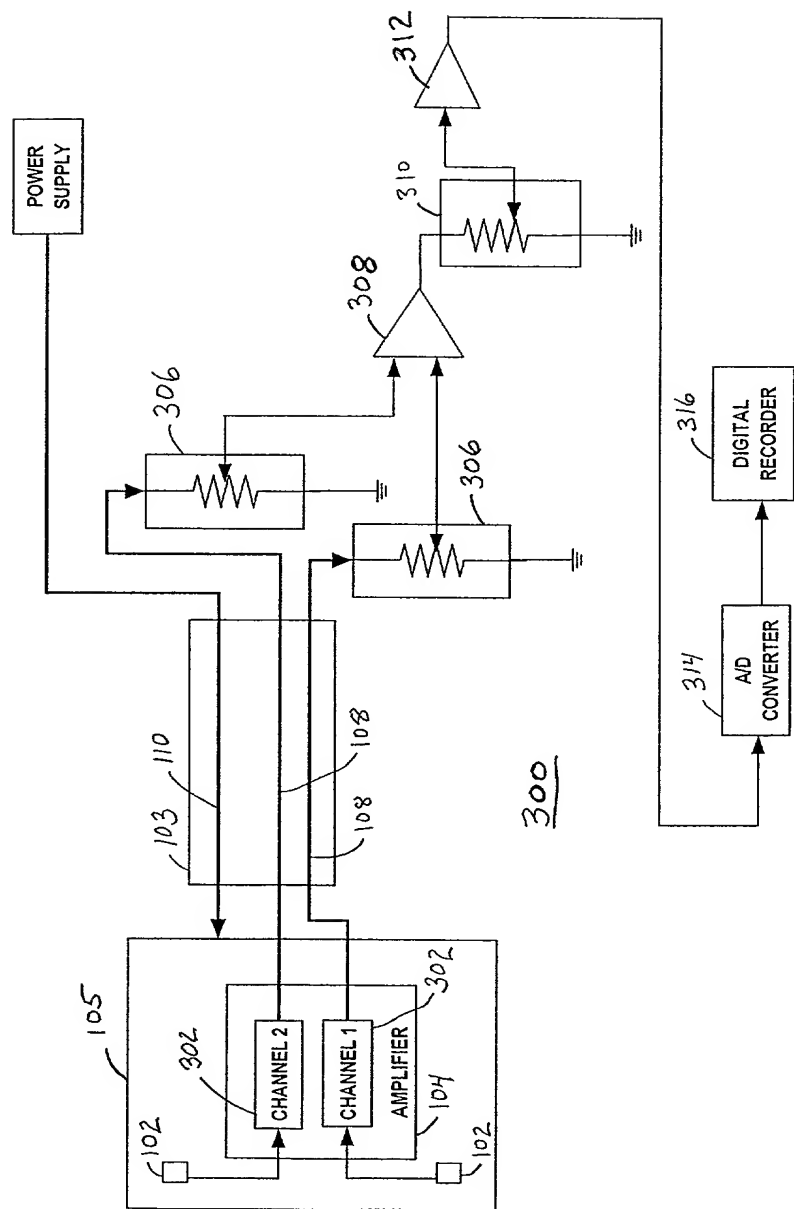 POWER
SUPPLY
312
310
308
306
306
316
DIGITAL
RECORDER
314
A/D
CONVERTER
103
110
108
108
300
105
302
302
CHANNEL 2
CHANNEL 1
AMPLIFIER
104
102
102